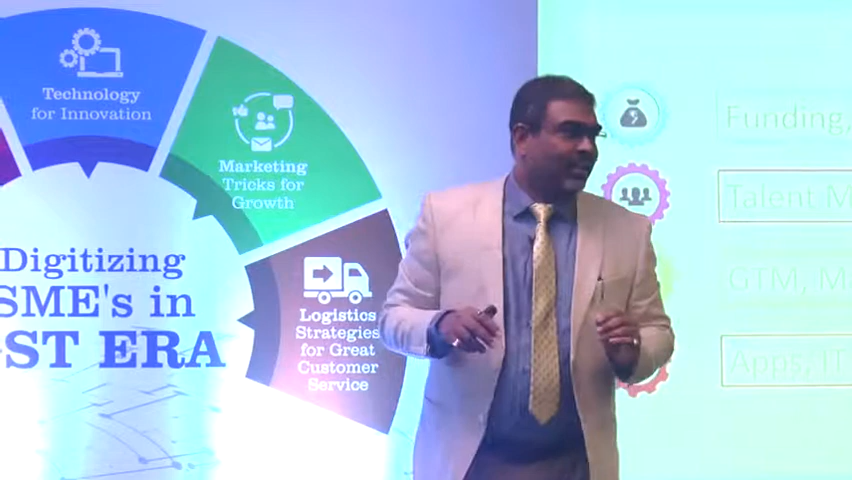 Technology
for Innovation
Marketing
Tricks for
Growth
Digitizing
SME's in
ST ERA
Logistics
Strategies
for Great
Customer
Service
Funding,
Talent M
GTM, Ma
Apps, IT